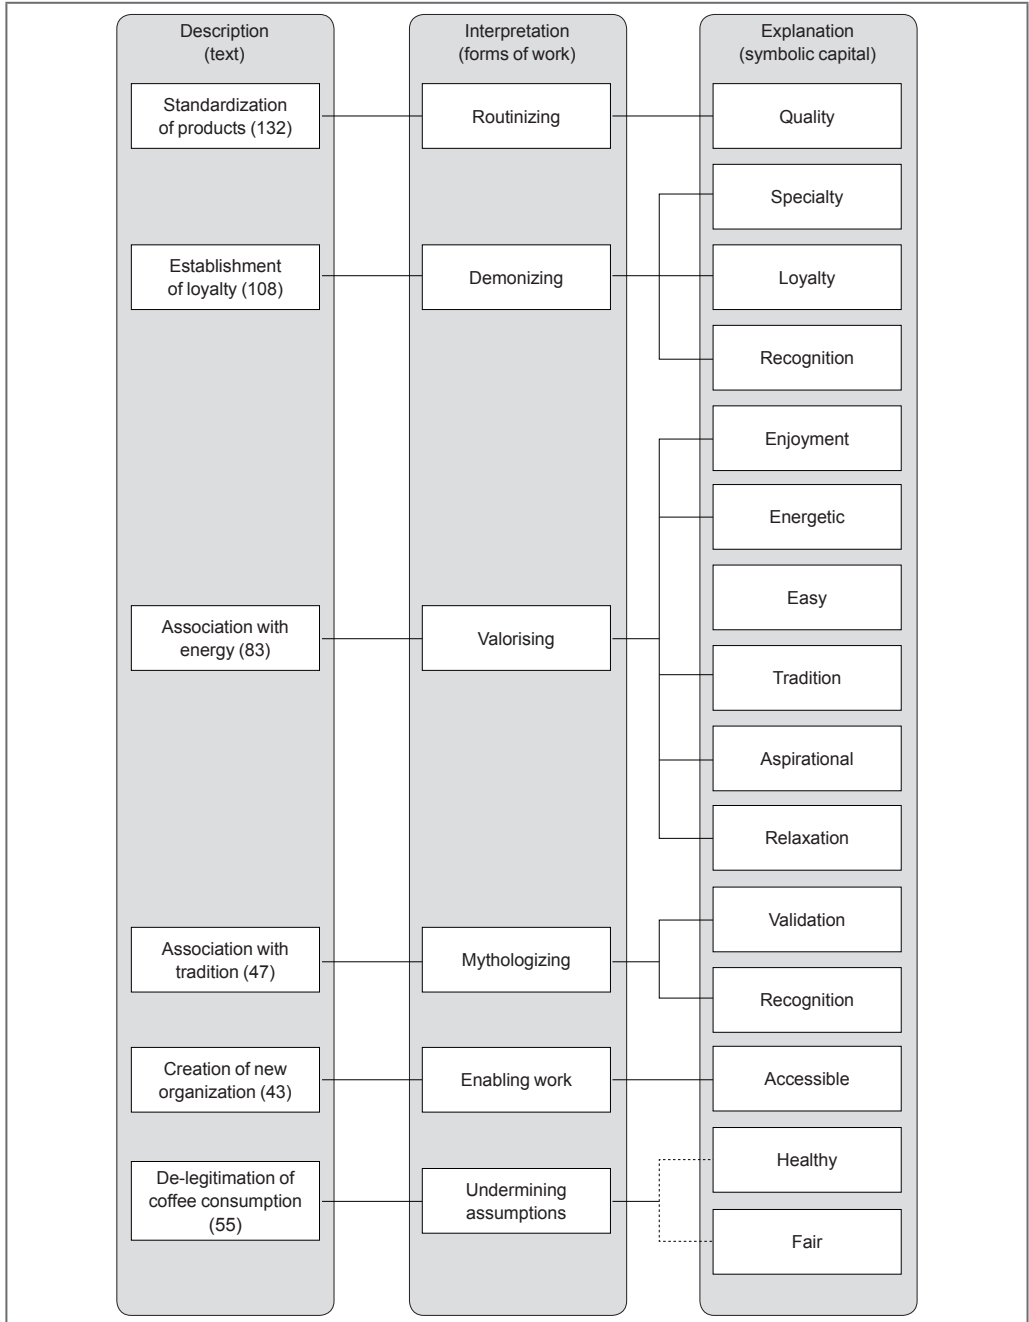 Description
(text)
Interpretation
(forms of work)
Explanation
(symbolic capital)
Standardization
of products (132)
Routinizing
Quality
Specialty
Establishment
of loyalty (108)
Demonizing
Loyalty
Recognition
Enjoyment
Energetic
Easy
Association with
energy (83)
Valorising
Tradition
Aspirational
Relaxation
Validation
Association with
tradition (47)
Mythologizing
Recognition
Creation of new
organization (43)
Enabling work
Accessible
Healthy
De-legitimation of
coffee consumption
(55)
Undermining
assumptions
Fair